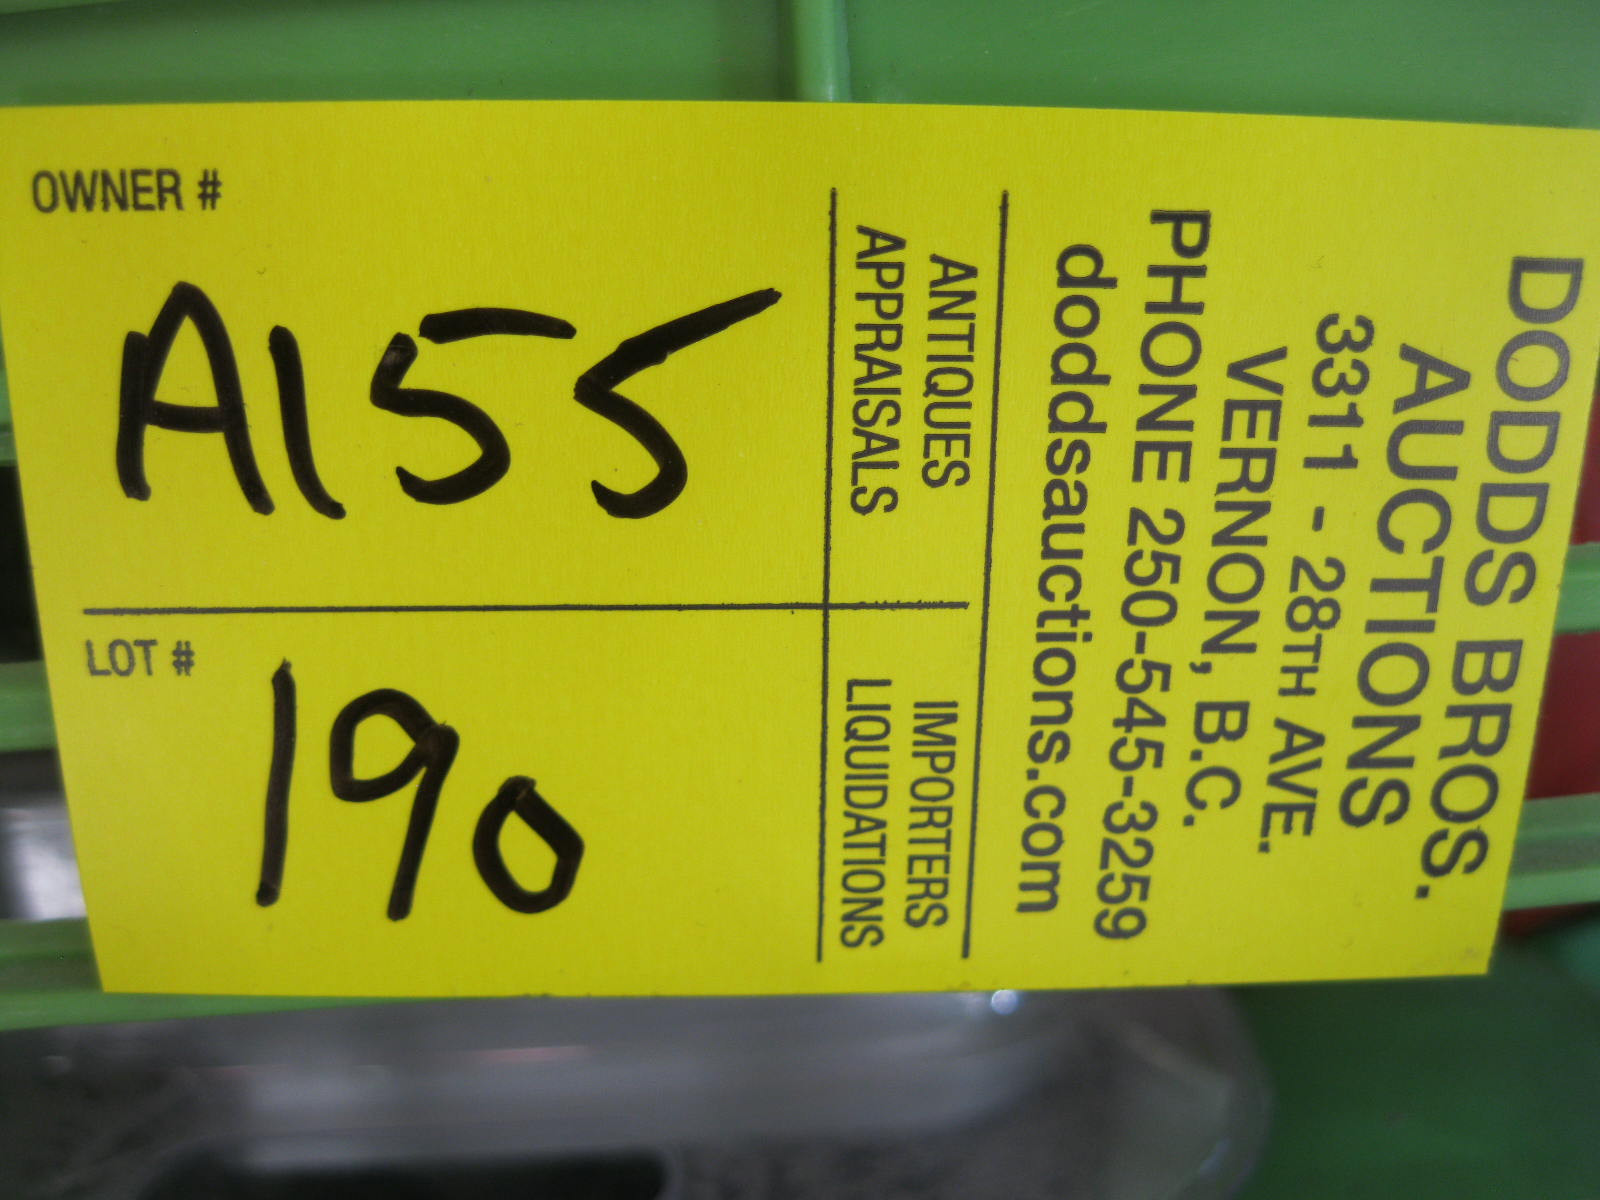 DODDS BROS.
AUCTIONS
3311 - 28TH AVE.
VERNON, B.C.
PHONE 250-545-3259
doddsauctions.com
ANTIQUES
APPRAISALS
IMPORTERS
LIQUIDATIONS
OWNER #
A155
LOT #
190